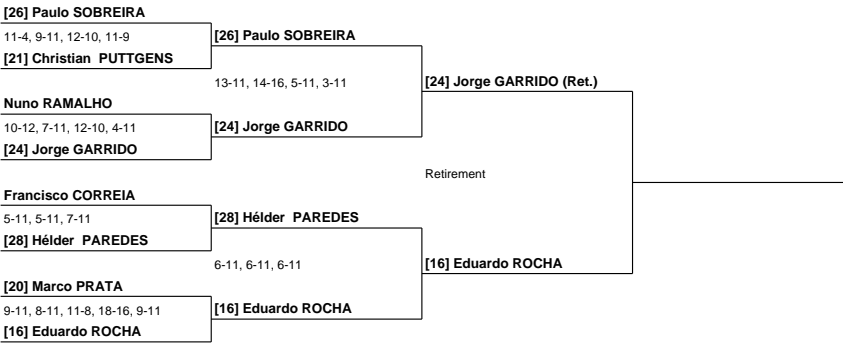 [26] Paulo SOBREIRA
11-4, 9-11, 12-10, 11-9
[21] Christian PUTTGENS
[26] Paulo SOBREIRA
13-11, 14-16, 5-11, 3-11
Nuno RAMALHO
10-12, 7-11, 12-10, 4-11
[24] Jorge GARRIDO
[24] Jorge GARRIDO
[24] Jorge GARRIDO (Ret.)
Retirement
Francisco CORREIA
5-11, 5-11, 7-11
[28] Hélder PAREDES
[28] Hélder PAREDES
6-11, 6-11, 6-11
[20] Marco PRATA
9-11, 8-11, 11-8, 18-16, 9-11
[16] Eduardo ROCHA
[16] Eduardo ROCHA
[16] Eduardo ROCHA